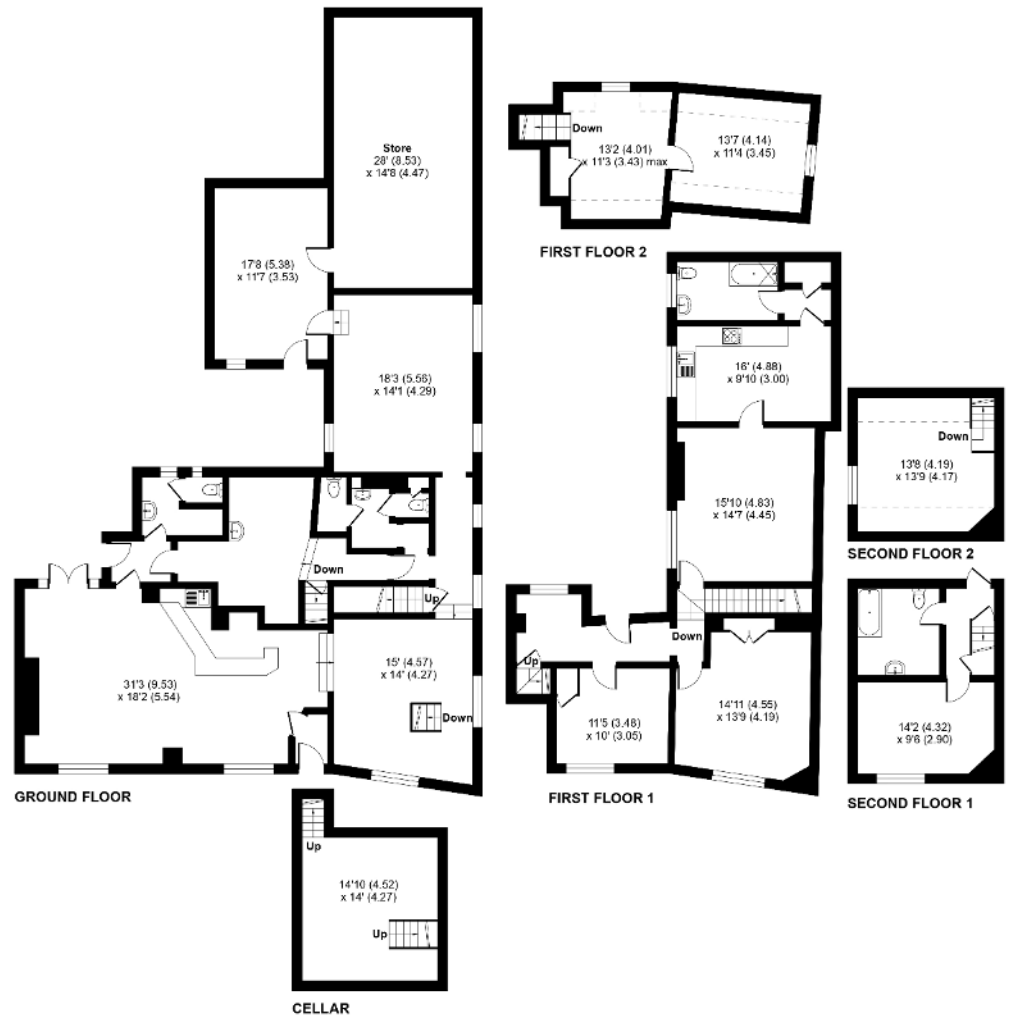 Store
28' (8.53)
x 14'8 (4.47)
17'8 (5.38)
x 11'7 (3.53)
18'3 (5.56)
x 14'1 (4.29)
Down
Up
15' (4.57)
x 14' (4.27)
Down
31'3 (9.53)
x 18'2 (5.54)
GROUND FLOOR
Up
14'10 (4.52)
x 14' (4.27)
Up
CELLAR
Down
13'2 (4.01)
x 11'3 (3.43) max
13'7 (4.14)
x 11'4 (3.45)
FIRST FLOOR 2
16' (4.88)
x 9'10 (3.00)
15'10 (4.83)
x 14'7 (4.45)
Down
Up
11'5 (3.48)
x 10' (3.05)
14'11 (4.55)
x 13'9 (4.19)
FIRST FLOOR 1
Down
13'8 (4.19)
x 13'9 (4.17)
SECOND FLOOR 2
14'2 (4.32)
x 9'6 (2.90)
SECOND FLOOR 1